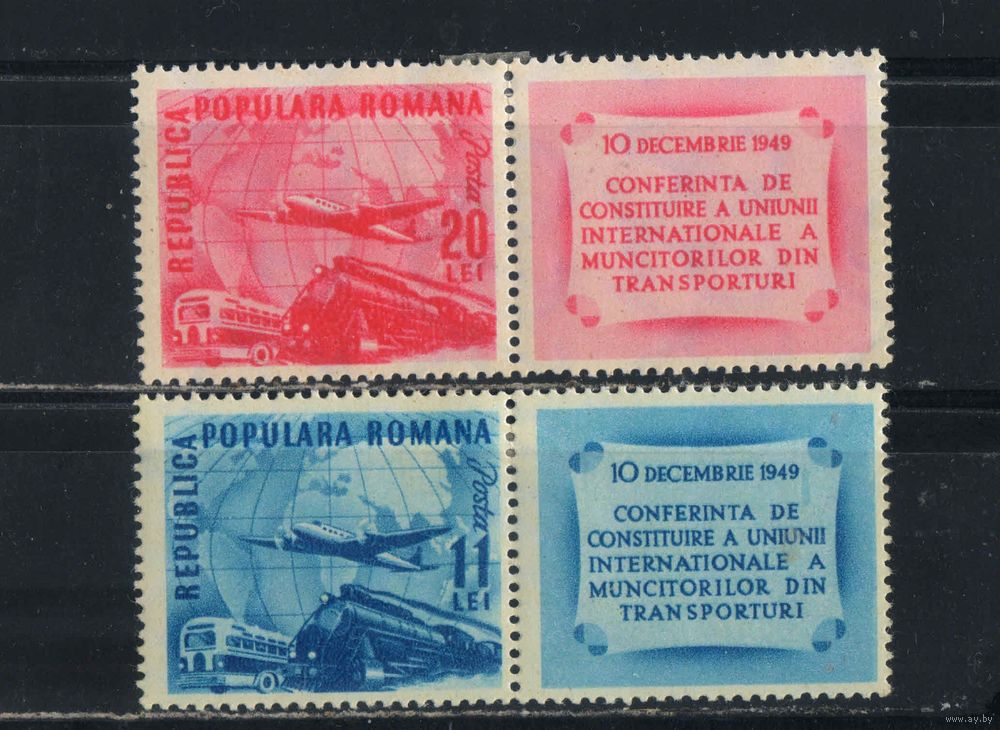 REPUBLICA
POPULARA ROMANA
Posta
20
LEI
10 DECEMBRIE 1949
CONFERINTA DE
CONSTITUIRE A UNIUNII
INTERNATIONALE A
MUNCITORILOR DIN
TRANSPORTURI
REPUBLICA
POPULARA ROMANA
Posta
11
LEI
10 DECEMBRIE 1949
CONFERINTA DE
CONSTITUIRE A UNIUNII
INTERNATIONALE A
MUNCITORILOR DIN
TRANSPORTURI
www.ay.by